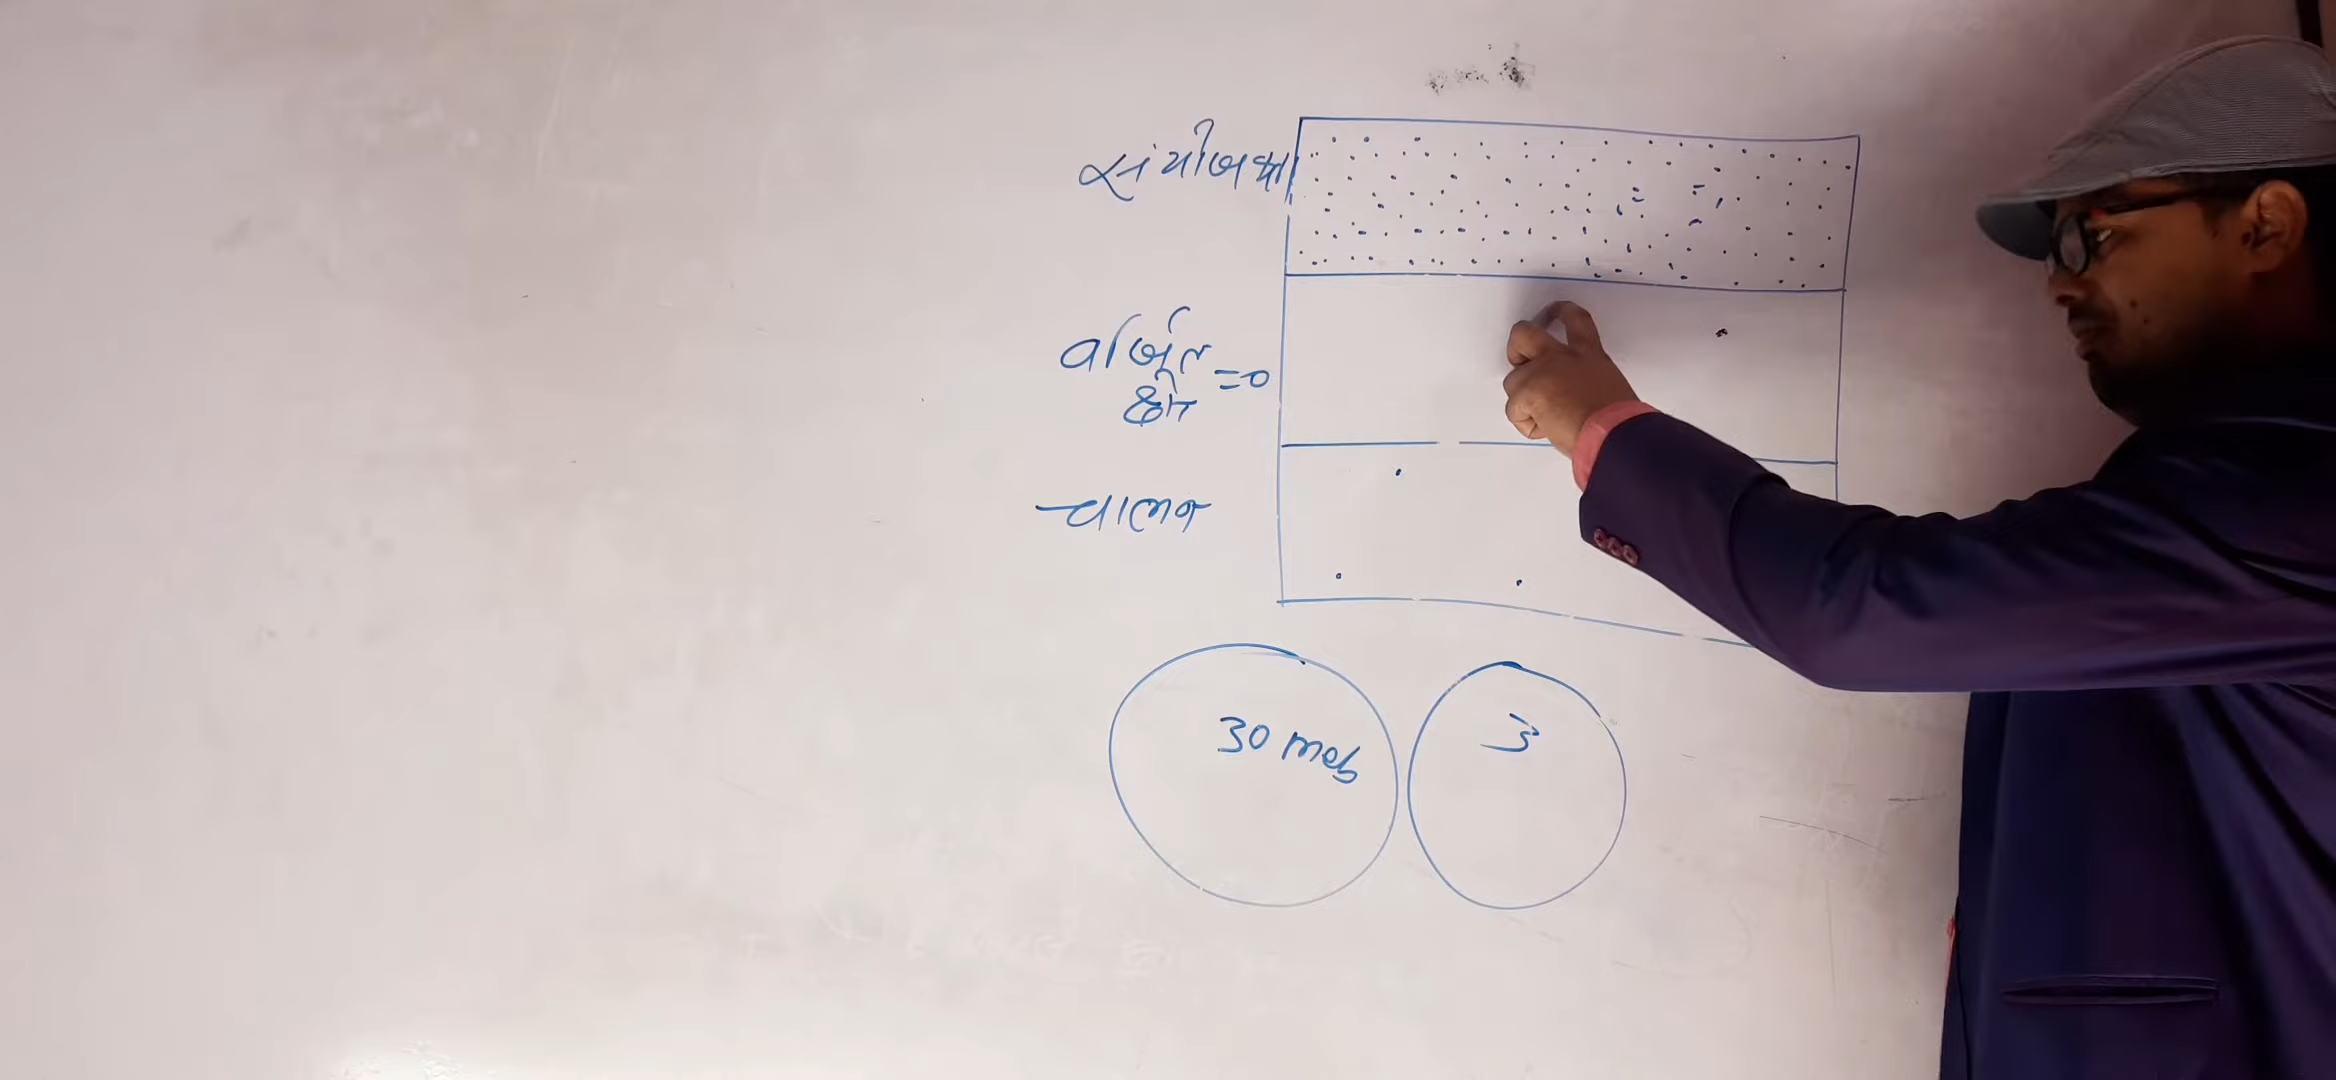 संयोजकता
वर्जित
क्षेत्र =0
चालन
30 meb
3